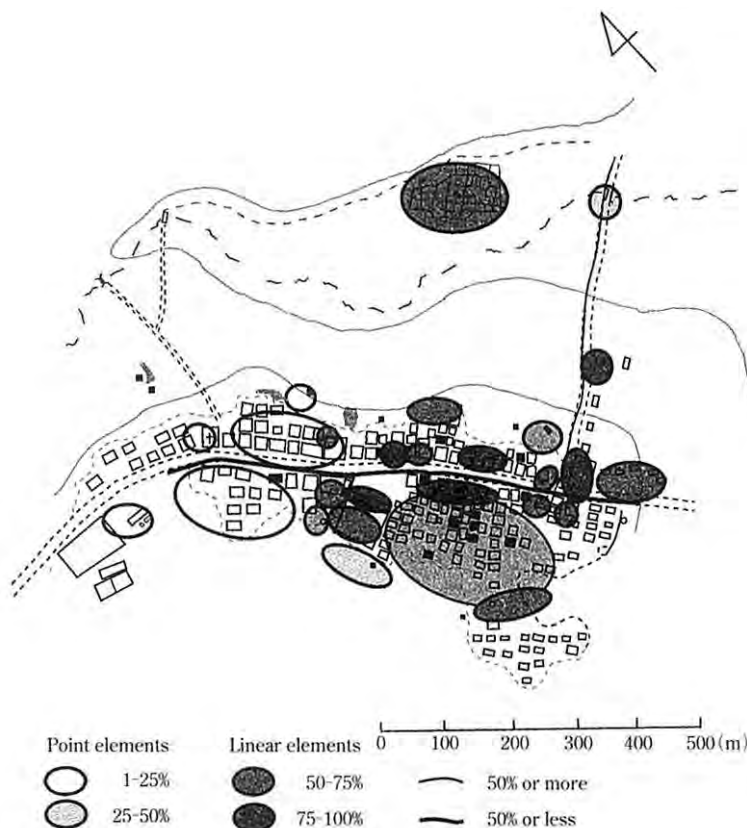 0 100 200 300 400 500 (m)
Point elements Linear elements
1-25% 50-75% 50% or more
25-50% 75-100% 50% or less